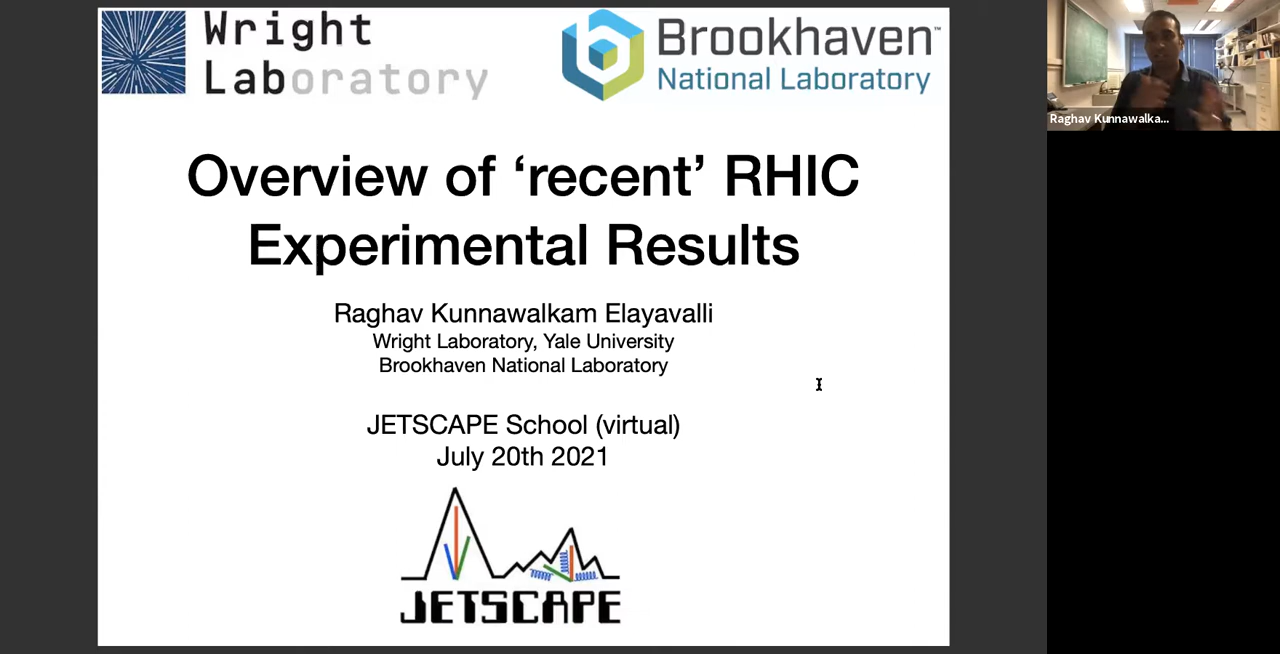 Wright
Laboratory
Brookhaven™
National Laboratory
Overview of ‘recent’ RHIC
Experimental Results
Raghav Kunnawalkam Elayavalli
Wright Laboratory, Yale University
Brookhaven National Laboratory
JETSCAPE School (virtual)
July 20th 2021
JETSCAPE
Raghav Kunnawalka...